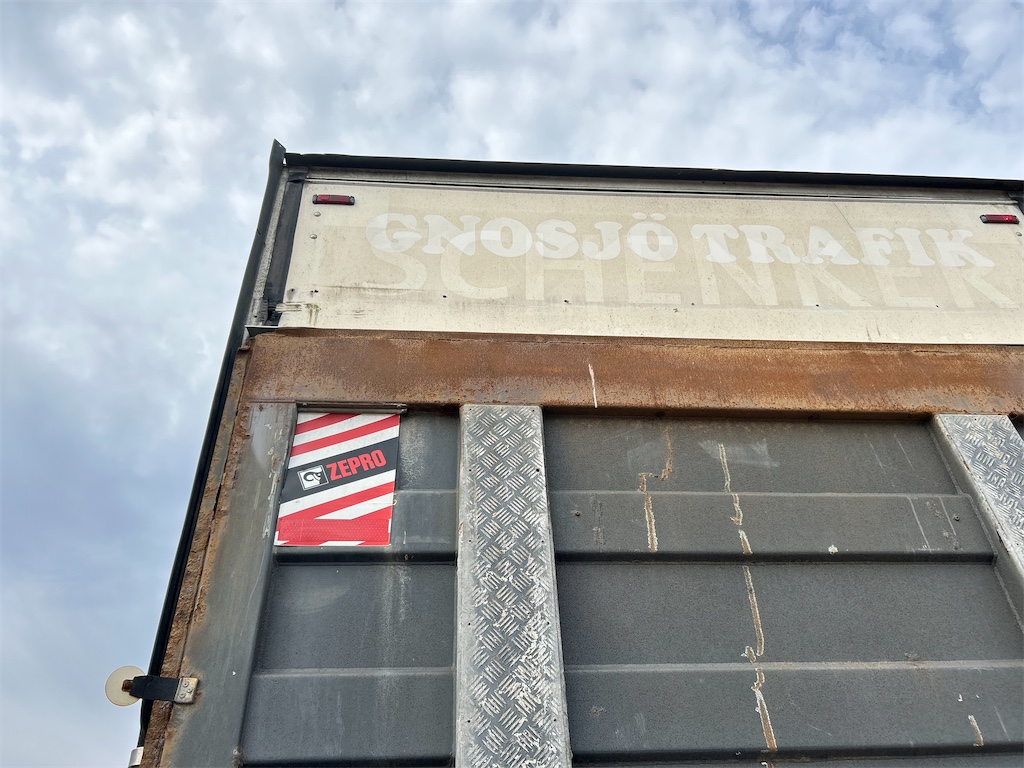 GNOSJÖ TRAFIK
SCHENKER
ZEPRO